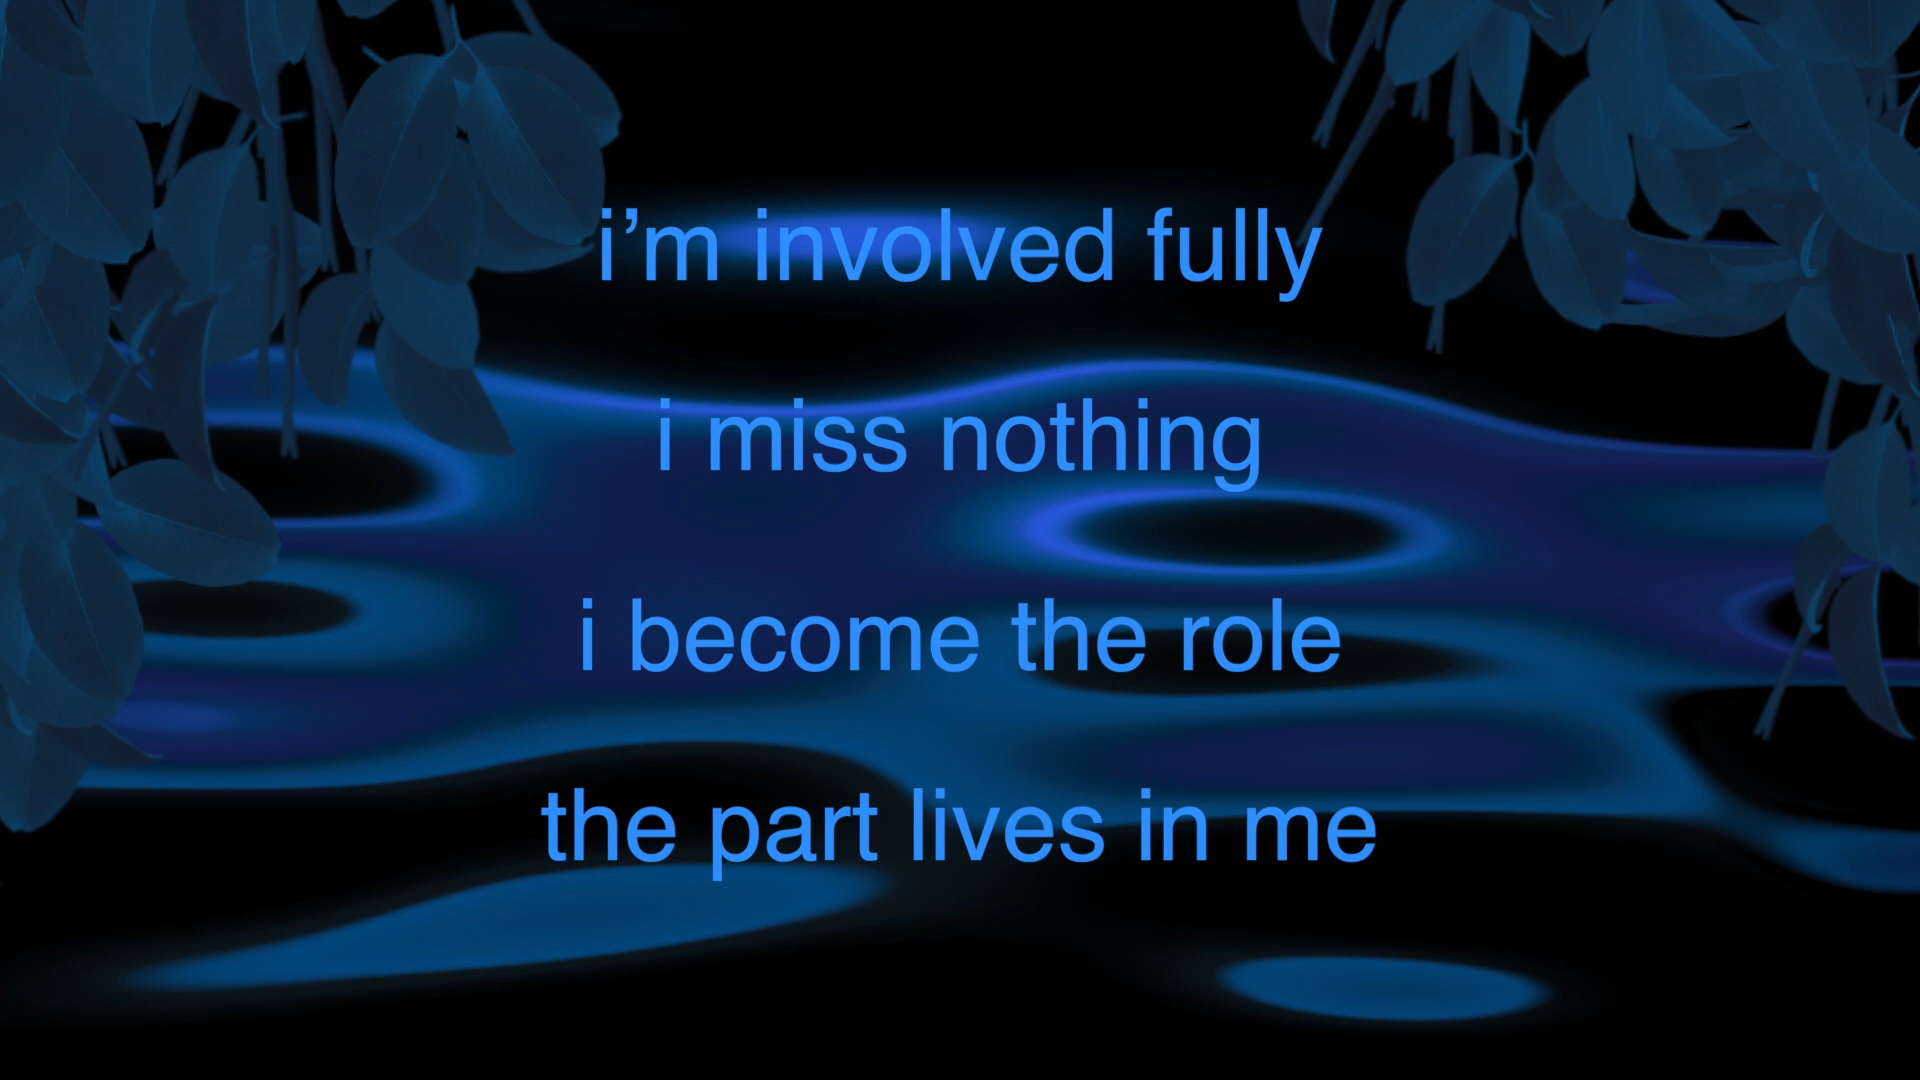 i’m involved fully
i miss nothing
i become the role
the part lives in me